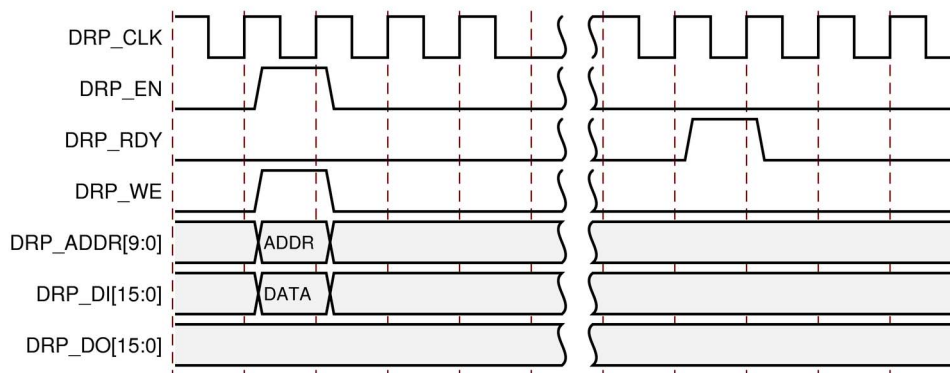 DRP_CLK
DRP_EN
DRP_RDY
DRP_WE
DRP_ADDR[9:0] ADDR
DRP_DI[15:0] DATA
DRP_DO[15:0]